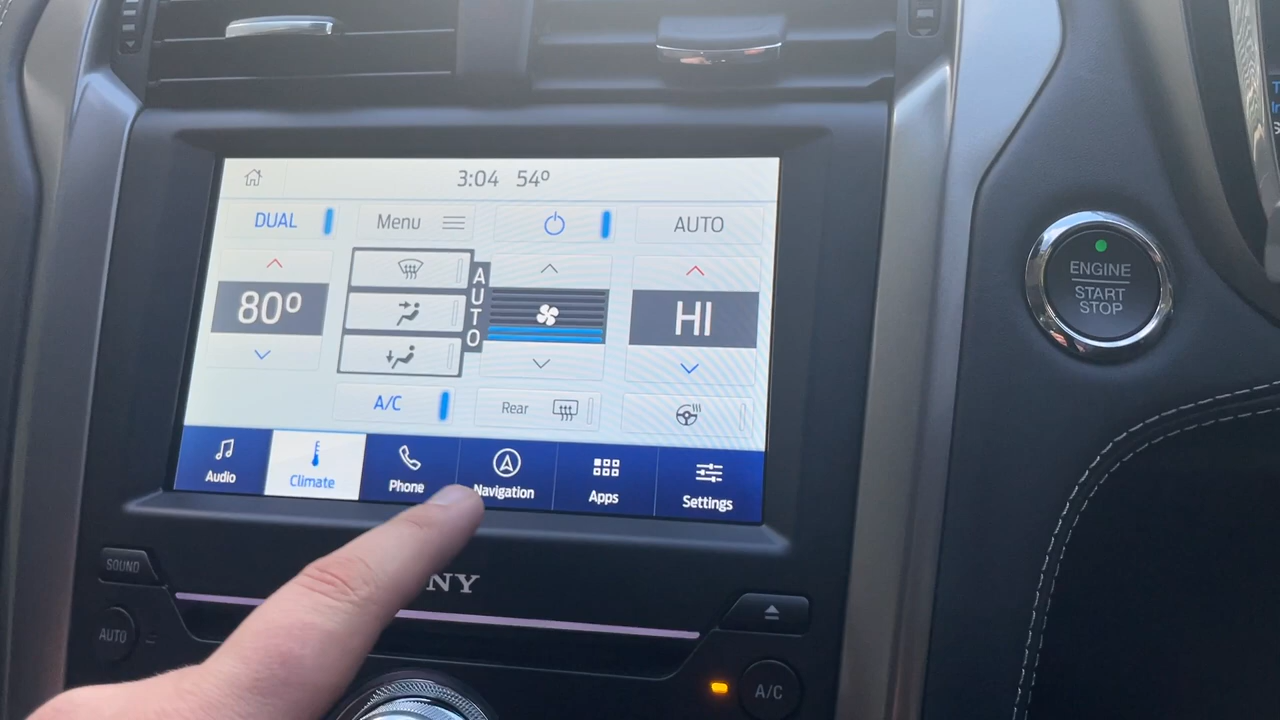 3:04 54°
DUAL Menu AUTO
80°
AUTO
HI
A/C Rear
Audio Climate Phone Navigation Apps Settings
ENGINE
START
STOP
SOUND
NY
AUTO
A/C